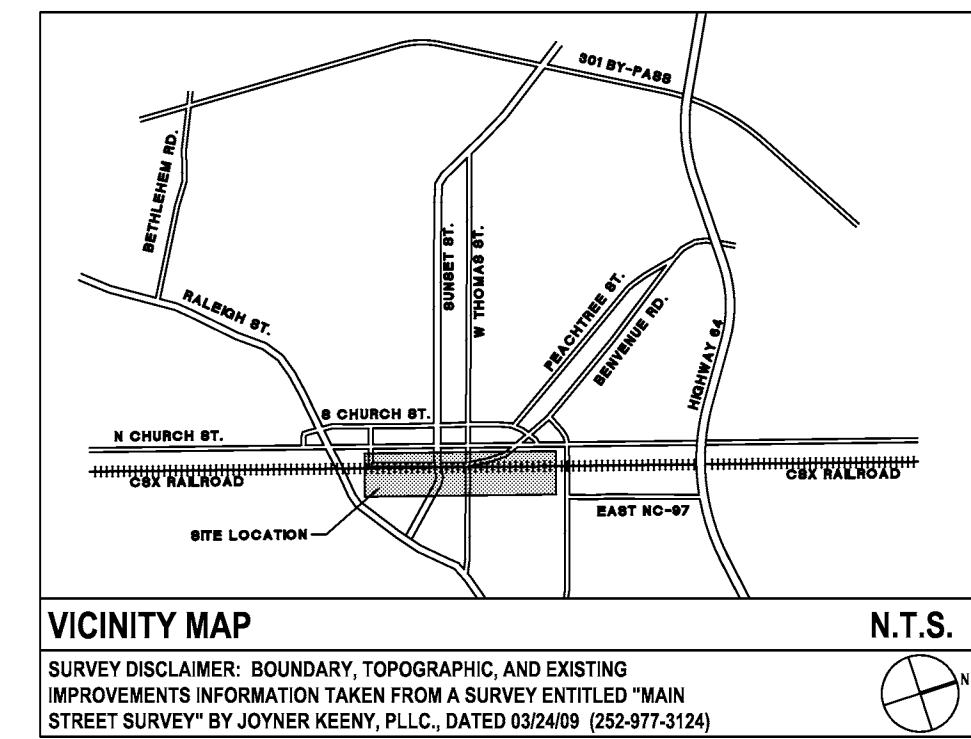 301 BY-PASS
BETHLEHEM RD.
SUNSET ST.
W THOMAS ST.
PEACHTREE ST.
BENVENUE RD.
RALEIGH ST.
HIGHWAY 64
S CHURCH ST.
N CHURCH ST.
CSX RAILROAD
CSX RAILROAD
EAST NC-97
SITE LOCATION
VICINITY MAP
N.T.S.
SURVEY DISCLAIMER: BOUNDARY, TOPOGRAPHIC, AND EXISTING
IMPROVEMENTS INFORMATION TAKEN FROM A SURVEY ENTITLED "MAIN
STREET SURVEY" BY JOYNER KEENY, PLLC., DATED 03/24/09 (252-977-3124)
N